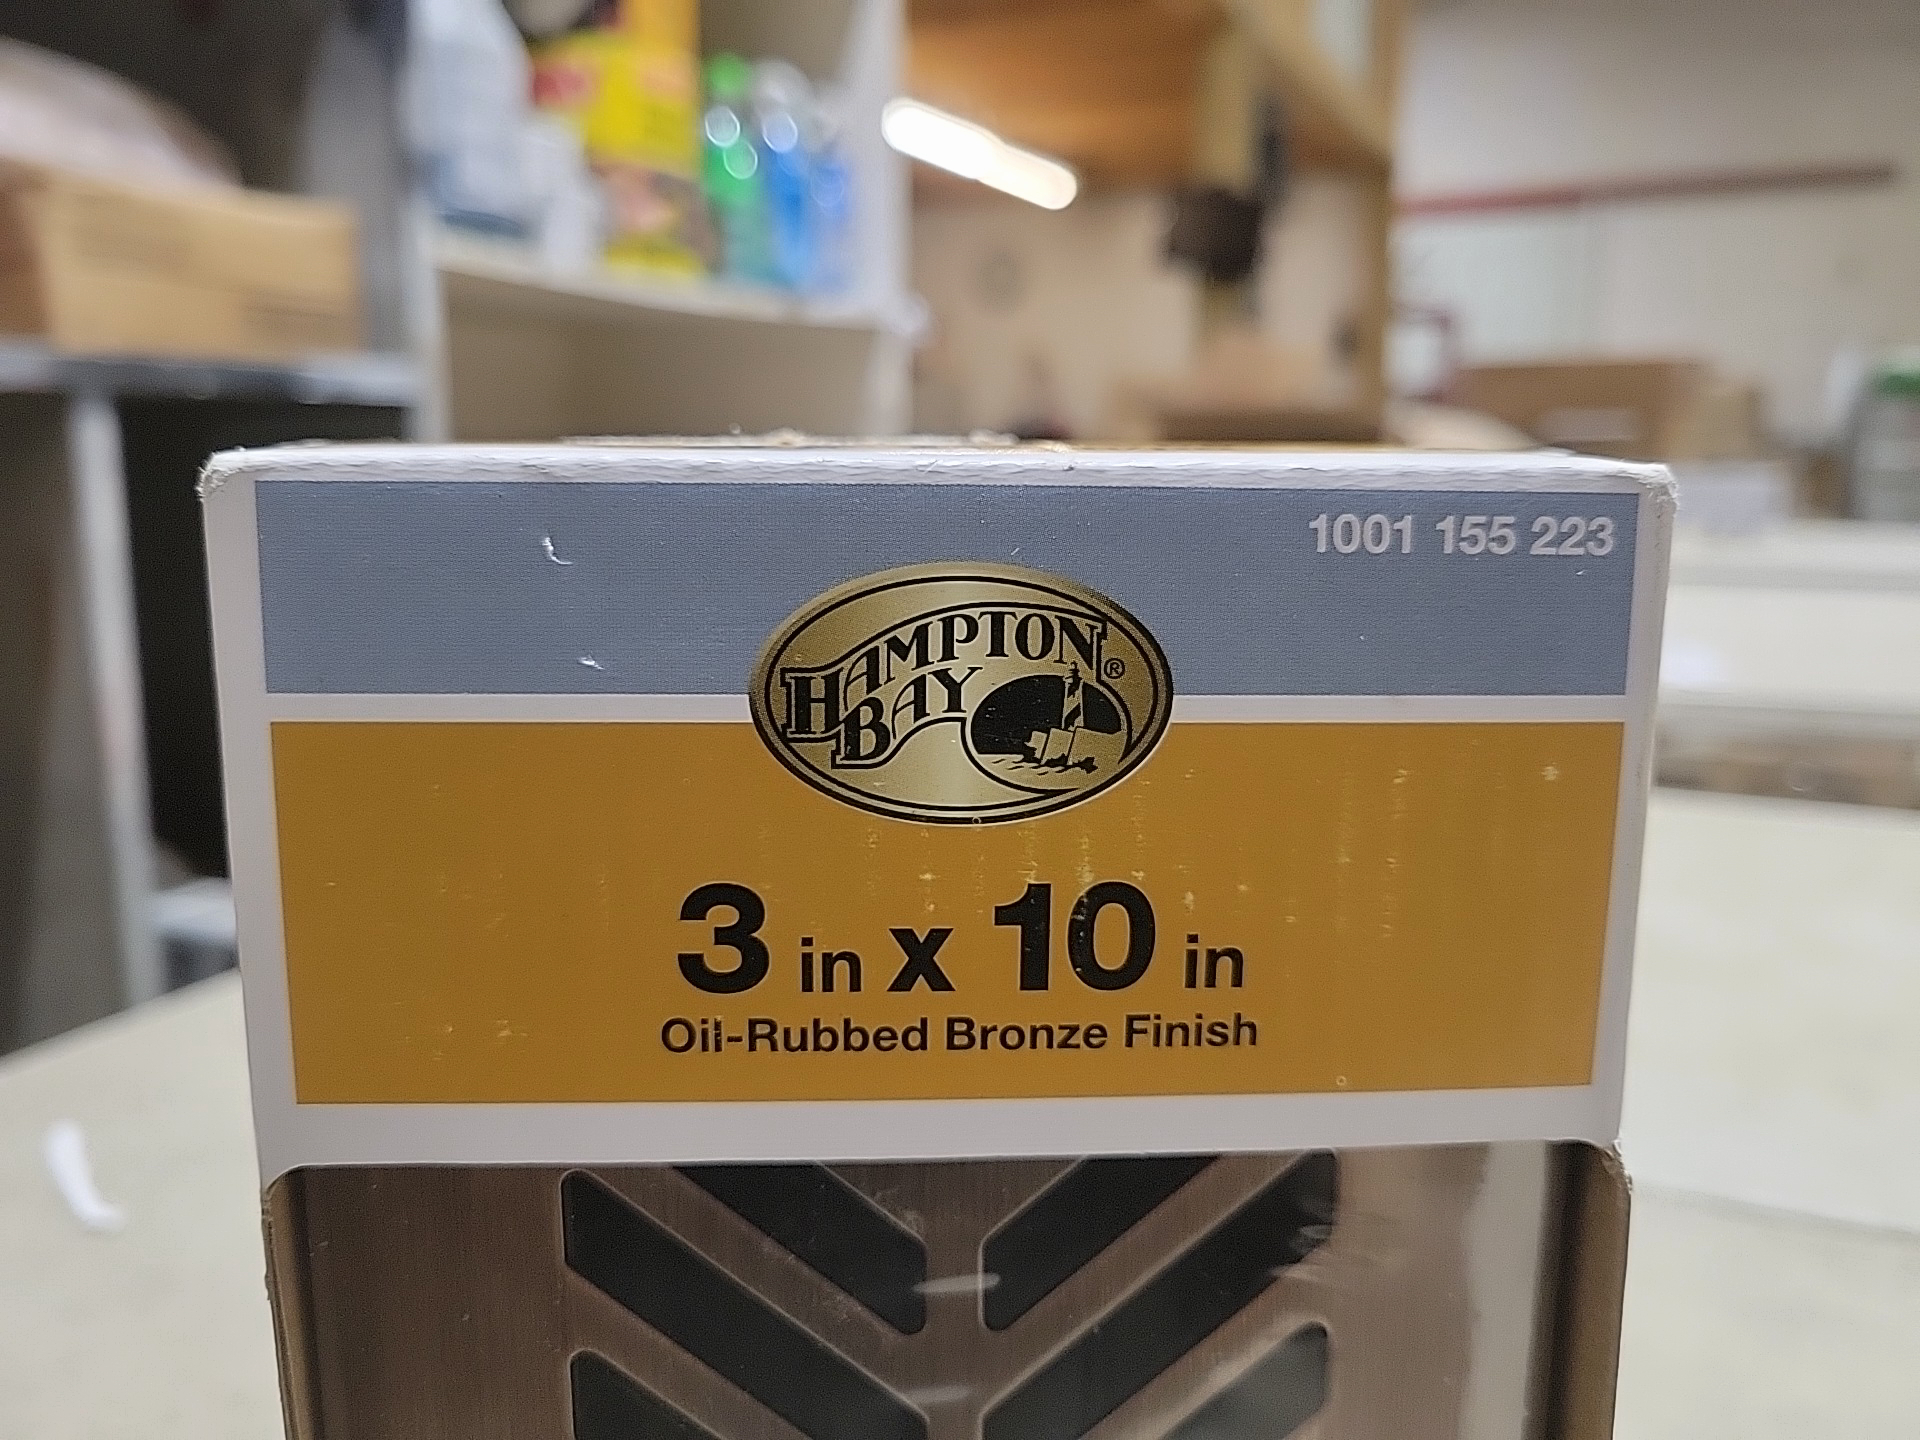 1001 155 223
HAMPTON
BAY®
3 in x 10 in
Oil-Rubbed Bronze Finish